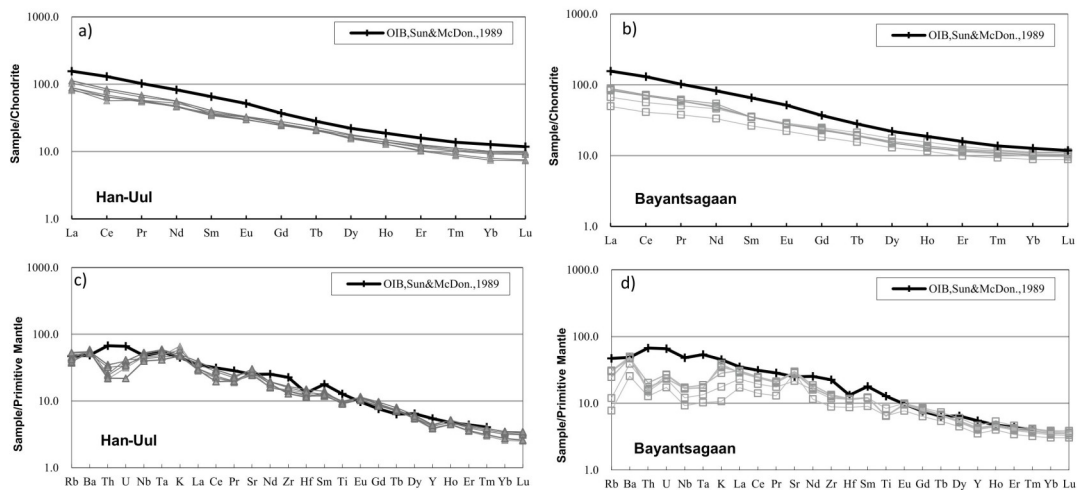 a)
1000.0
100.0
10.0
1.0
Sample/Chondrite
OIB,Sun&McDon.,1989
Han-Uul
La Ce Pr Nd Sm Eu Gd Tb Dy Ho Er Tm Yb Lu
b)
1000.0
100.0
10.0
1.0
Sample/Chondrite
OIB,Sun&McDon.,1989
Bayantsagaan
La Ce Pr Nd Sm Eu Gd Tb Dy Ho Er Tm Yb Lu
c)
1000.0
100.0
10.0
1.0
Sample/Primitive Mantle
OIB,Sun&McDon.,1989
Han-Uul
Rb Ba Th U Nb Ta K La Ce Pr Sr Nd Zr Hf Sm Ti Eu Gd Tb Dy Y Ho Er Tm Yb Lu
d)
1000.0
100.0
10.0
1.0
Sample/Primitive Mantle
OIB,Sun&McDon.,1989
Bayantsagaan
Rb Ba Th U Nb Ta K La Ce Pr Sr Nd Zr Hf Sm Ti Eu Gd Tb Dy Y Ho Er Tm Yb Lu